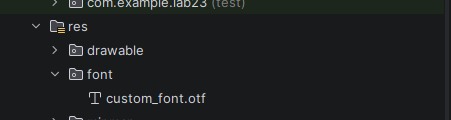 com.example.lab23 (test)
res
drawable
font
custom_font.otf